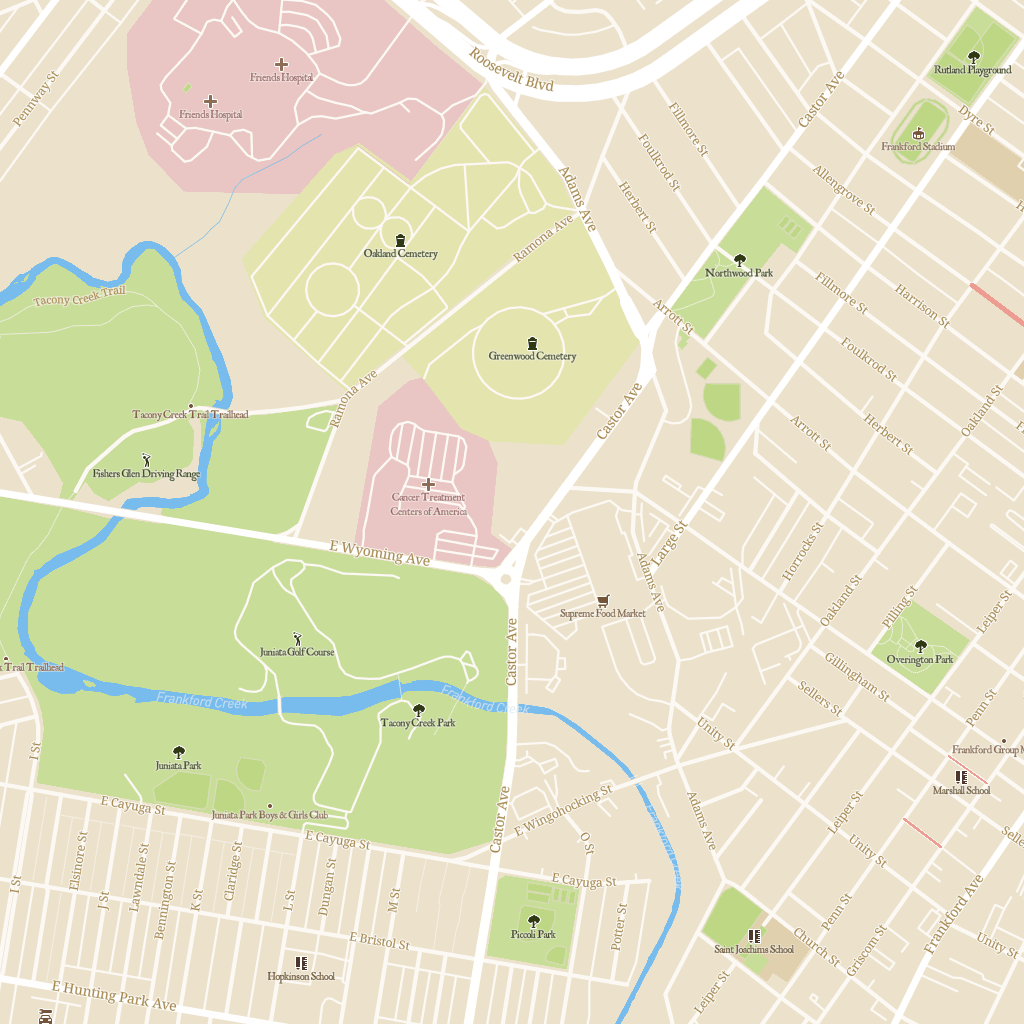 Roosevelt Blvd
Pennway St
Friends Hospital
Friends Hospital
Rutland Playground
Castor Ave
Dyre St
Fillmore St
Frankford Stadium
Foulkrod St
Adams Ave
Allengrove St
Herbert St
Ramona Ave
Oakland Cemetery
Northwood Park
Tacony Creek Trail
Fillmore St
Harrison St
Arrott St
Greenwood Cemetery
Foulkrod St
Ramona Ave
Castor Ave
Oakland St
Tacony Creek Trail Trailhead
Arrott St
Herbert St
Fishers Glen Driving Range
Cancer Treatment
Centers of America
E Wyoming Ave
Large St
Horrocks St
Adams Ave
Oakland St
Pilling St
Leiper St
Supreme Food Market
Juniata Golf Course
Castor Ave
Overington Park
k Trail Trailhead
Gillingham St
Sellers St
Frankford Creek
Frankford Creek
Tacony Creek Park
Penn St
Unity St
I St
Juniata Park
Frankford Group M
Marshall School
E Cayuga St
Juniata Park Boys & Girls Club
E Wingohocking St
Castor Ave
Adams Ave
Leiper St
Frankford Creek
E Cayuga St
O St
Unity St
Selle
Elsinore St
Lawndale St
Claridge St
Dungan St
E Cayuga St
I St
J St
Bennington St
K St
L St
M St
Frankford Ave
Potter St
Penn St
Piccoli Park
Saint Joachims School
Church St
Griscom St
Unity St
E Bristol St
Hopkinson School
Leiper St
E Hunting Park Ave